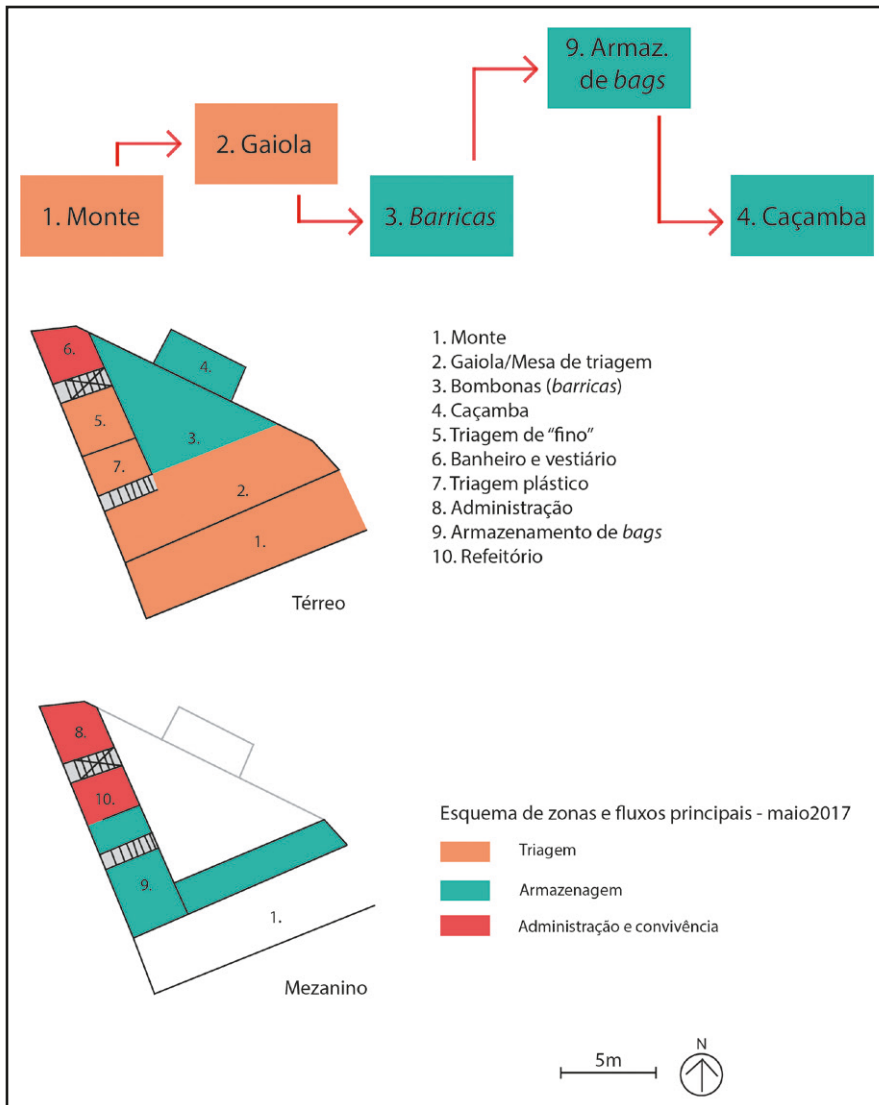 9. Armaz.
de bags
2. Gaiola
1. Monte
3. Barricas
4. Caçamba
6.
4.
5.
3.
7.
2.
1.
Térreo
1. Monte
2. Gaiola/Mesa de triagem
3. Bombonas (barricas)
4. Caçamba
5. Triagem de “fino”
6. Banheiro e vestiário
7. Triagem plástico
8. Administração
9. Armazenamento de bags
10. Refeitório
8.
10.
9.
1.
Mezanino
Esquema de zonas e fluxos principais - maio2017
Triagem
Armazenagem
Administração e convivência
5m
N